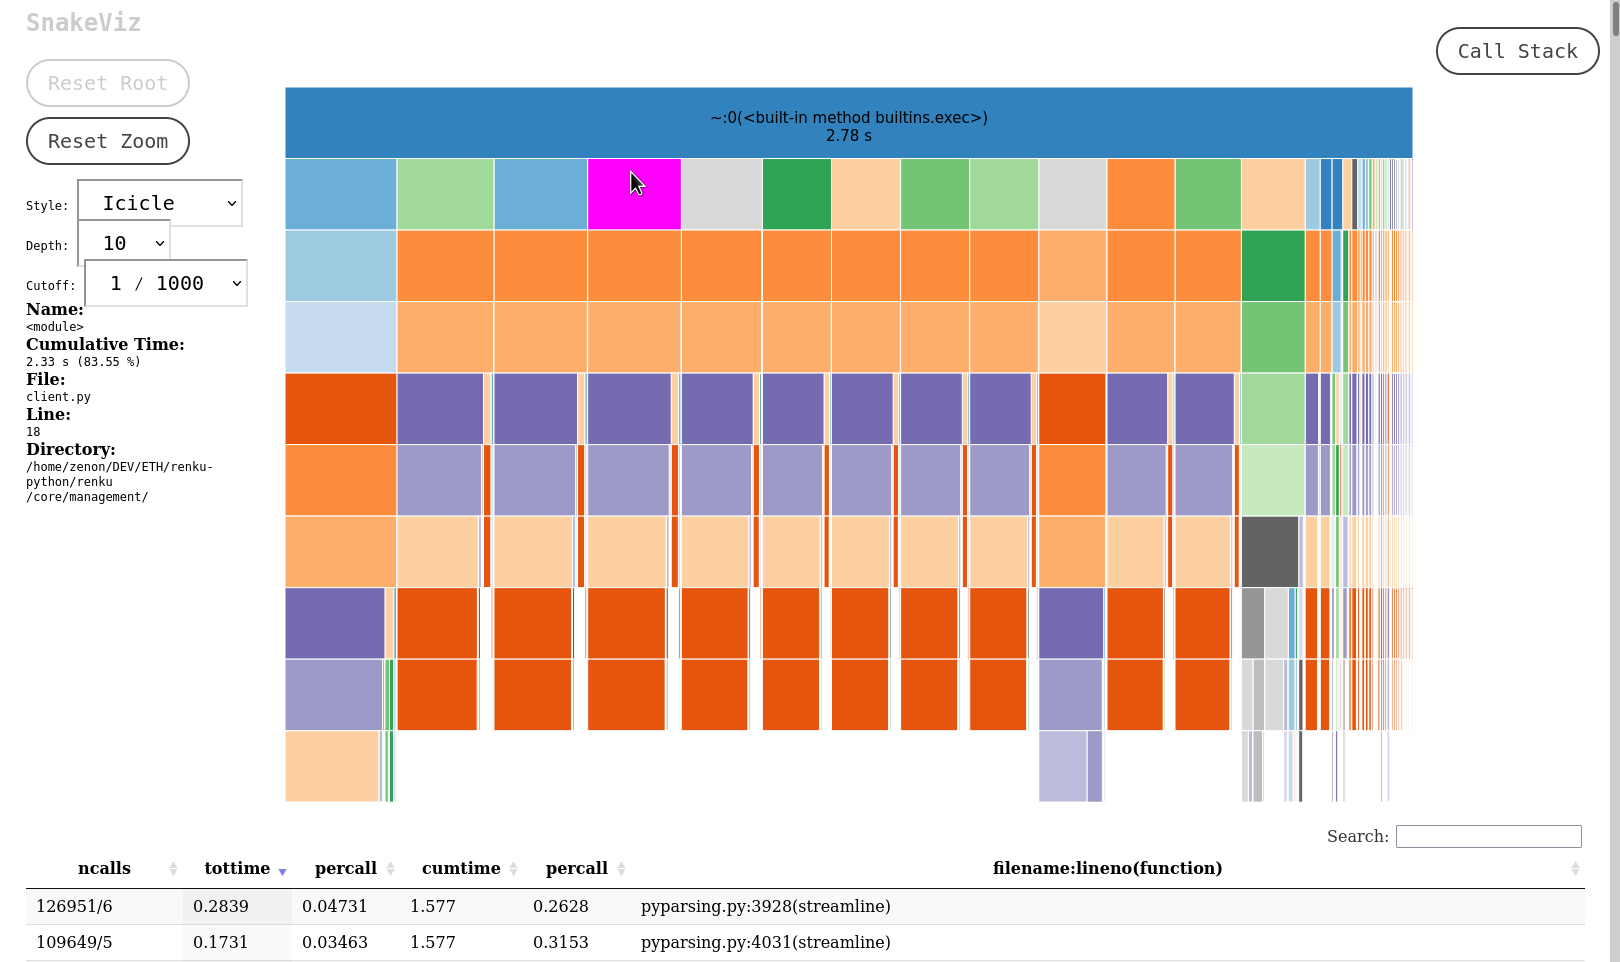 SnakeViz
Reset Root
Call Stack
Reset Zoom
Style: Icicle
Depth: 10
Cutoff: 1 / 1000
Name:
<module>
Cumulative Time:
2.33 s (83.55 %)
File:
client.py
Line:
18
Directory:
/home/zenon/DEV/ETH/renku-
python/renku
/core/management/
~:0(<built-in method builtins.exec>)
2.78 s
Search:
ncalls tottime percall cumtime percall filename:lineno(function)
126951/6 0.2839 0.04731 1.577 0.2628 pyparsing.py:3928(streamline)
109649/5 0.1731 0.03463 1.577 0.3153 pyparsing.py:4031(streamline)